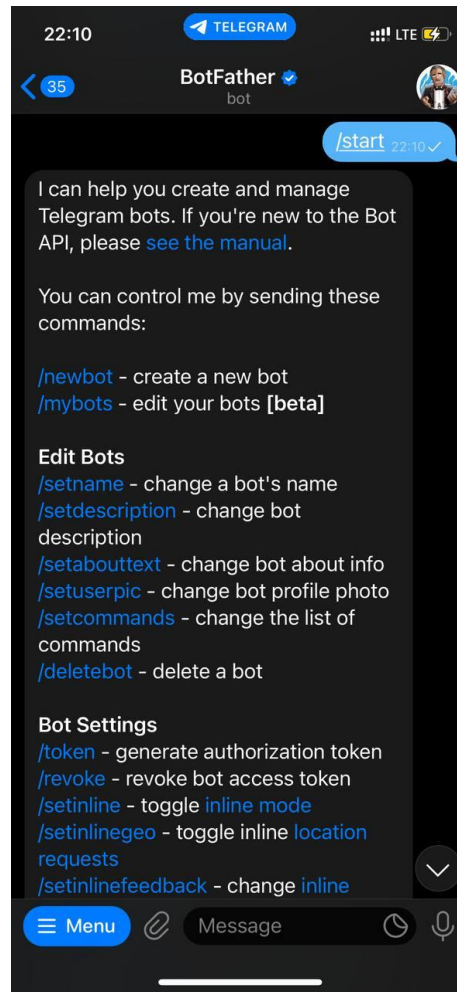 22:10
TELEGRAM
LTE
35
BotFather
bot
/start 22:10
I can help you create and manage
Telegram bots. If you're new to the Bot
API, please see the manual.
You can control me by sending these
commands:
/newbot - create a new bot
/mybots - edit your bots [beta]
Edit Bots
/setname - change a bot's name
/setdescription - change bot
description
/setabouttext - change bot about info
/setuserpic - change bot profile photo
/setcommands - change the list of
commands
/deletebot - delete a bot
Bot Settings
/token - generate authorization token
/revoke - revoke bot access token
/setinline - toggle inline mode
/setinlinegeo - toggle inline location
requests
/setinlinefeedback - change inline
Menu
Message